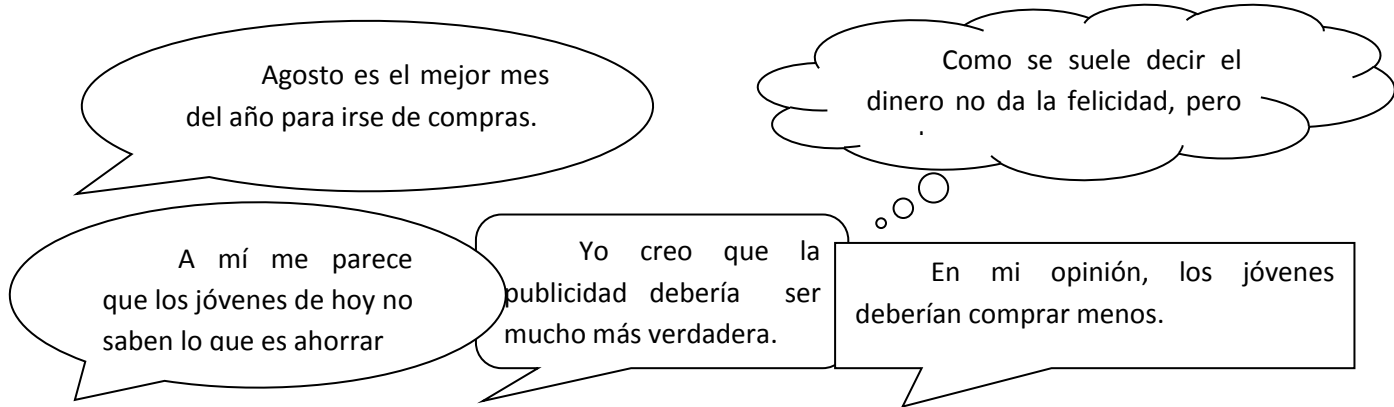 Agosto es el mejor mes
del año para irse de compras.
Como se suele decir el
dinero no da la felicidad, pero
A mí me parece
que los jóvenes de hoy no
saben lo que es ahorrar
Yo creo que la
publicidad debería ser
mucho más verdadera.
En mi opinión, los jóvenes
deberían comprar menos.